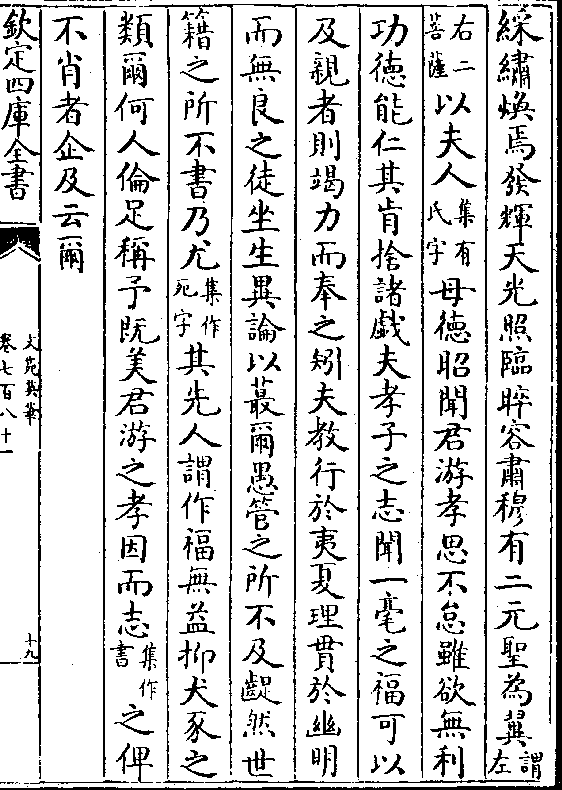 綵繡煥焉發輝天光照臨睟容肅穆有二元聖為翼謂左
右二菩薩以夫人集有氏字母徳昭聞君游孝思不怠雖欲無利
功徳能仁其肯捨諸戲夫孝子之志聞一毫之福可以
及親者則竭力而奉之矧夫教行於夷夏理貫於幽明
而無良之徒坐生異論以蕞爾愚管之所不及齪然世
籍之所不書乃尤集作死字其先人謂作福無益抑犬豕之
類爾何人倫足稱予既美君游之孝因而志集作書之俾
不肖者企及云爾
欽定四庫全書
文苑英華
卷七百八十一
十九